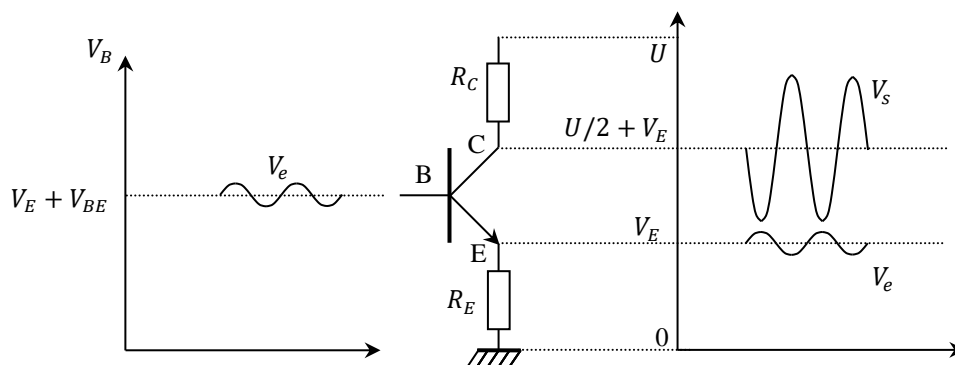 V_B
U
R_C
V_s
C
U/2 + V_E
V_e
B
V_E + V_BE
V_E
E
V_e
R_E
0